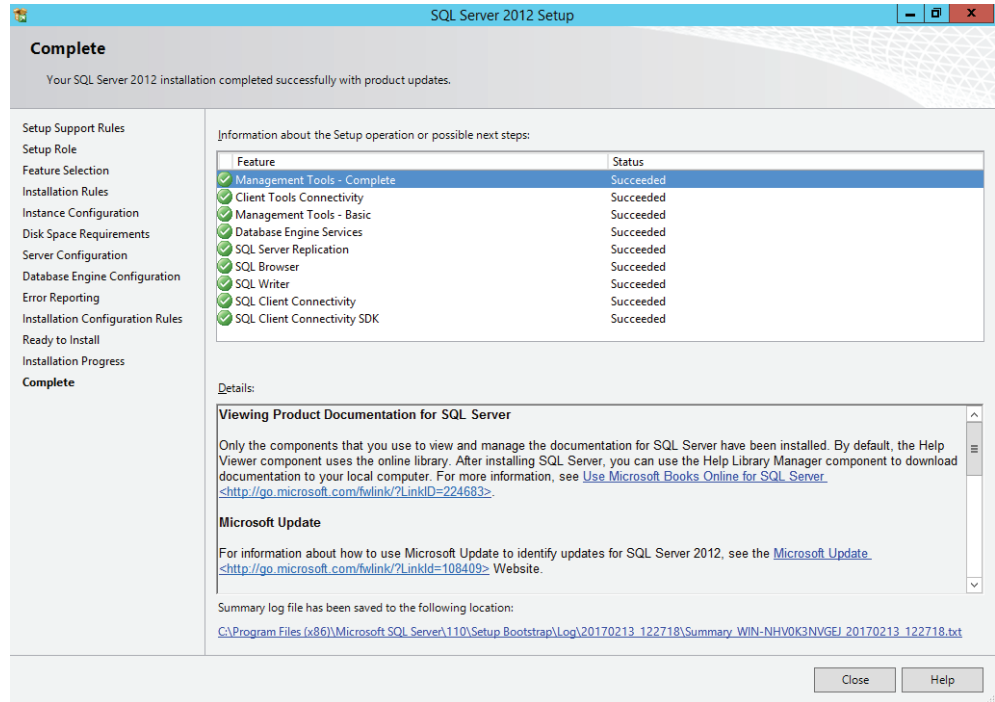 SQL Server 2012 Setup
Complete
Your SQL Server 2012 installation completed successfully with product updates.
Setup Support Rules
Setup Role
Feature Selection
Installation Rules
Instance Configuration
Disk Space Requirements
Server Configuration
Database Engine Configuration
Error Reporting
Installation Configuration Rules
Ready to Install
Installation Progress
Complete
Information about the Setup operation or possible next steps:
Feature Status
Management Tools - Complete Succeeded
Client Tools Connectivity Succeeded
Management Tools - Basic Succeeded
Database Engine Services Succeeded
SQL Server Replication Succeeded
SQL Browser Succeeded
SQL Writer Succeeded
SQL Client Connectivity Succeeded
SQL Client Connectivity SDK Succeeded
Details:
Viewing Product Documentation for SQL Server
Only the components that you use to view and manage the documentation for SQL Server have been installed. By default, the Help
Viewer component uses the online library. After installing SQL Server, you can use the Help Library Manager component to download
documentation to your local computer. For more information, see Use Microsoft Books Online for SQL Server
<http://go.microsoft.com/fwlink/?LinkID=224683>.
Microsoft Update
For information about how to use Microsoft Update to identify updates for SQL Server 2012, see the Microsoft Update
<http://go.microsoft.com/fwlink/?LinkId=108409> Website.
Summary log file has been saved to the following location:
C:\Program Files (x86)\Microsoft SQL Server\110\Setup Bootstrap\Log\20170213_122718\Summary_WIN-NHV0K3NVGEJ_20170213_122718.txt
Close Help